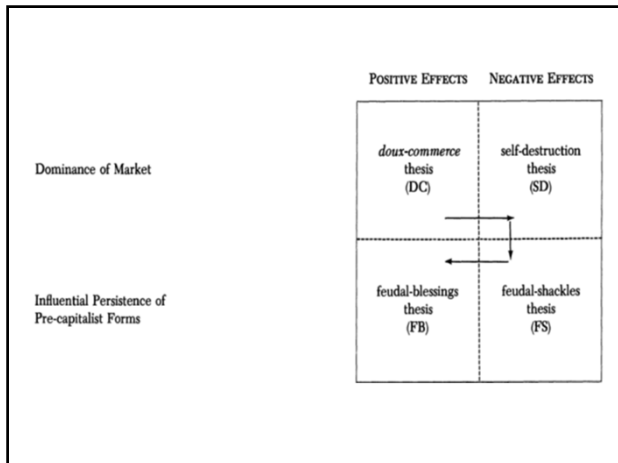 POSITIVE EFFECTS NEGATIVE EFFECTS
Dominance of Market
doux-commerce
thesis
(DC)
self-destruction
thesis
(SD)
Influential Persistence of
Pre-capitalist Forms
feudal-blessings
thesis
(FB)
feudal-shackles
thesis
(FS)